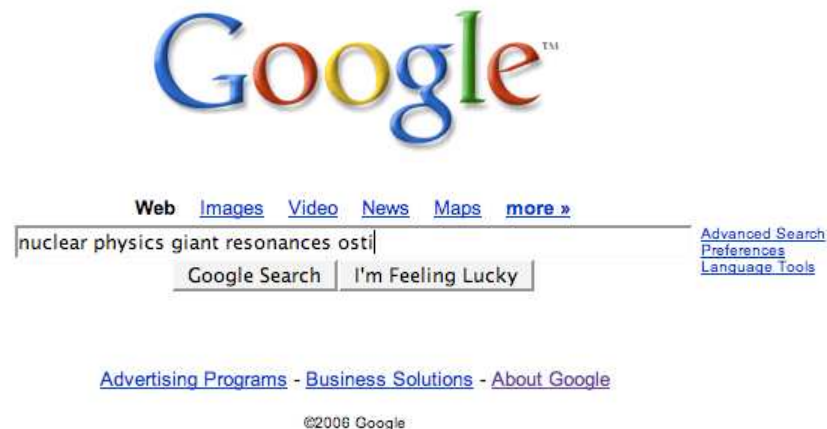 Google™
Web Images Video News Maps more »
nuclear physics giant resonances osti
Advanced Search
Preferences
Language Tools
Google Search I'm Feeling Lucky
Advertising Programs - Business Solutions - About Google
©2006 Google